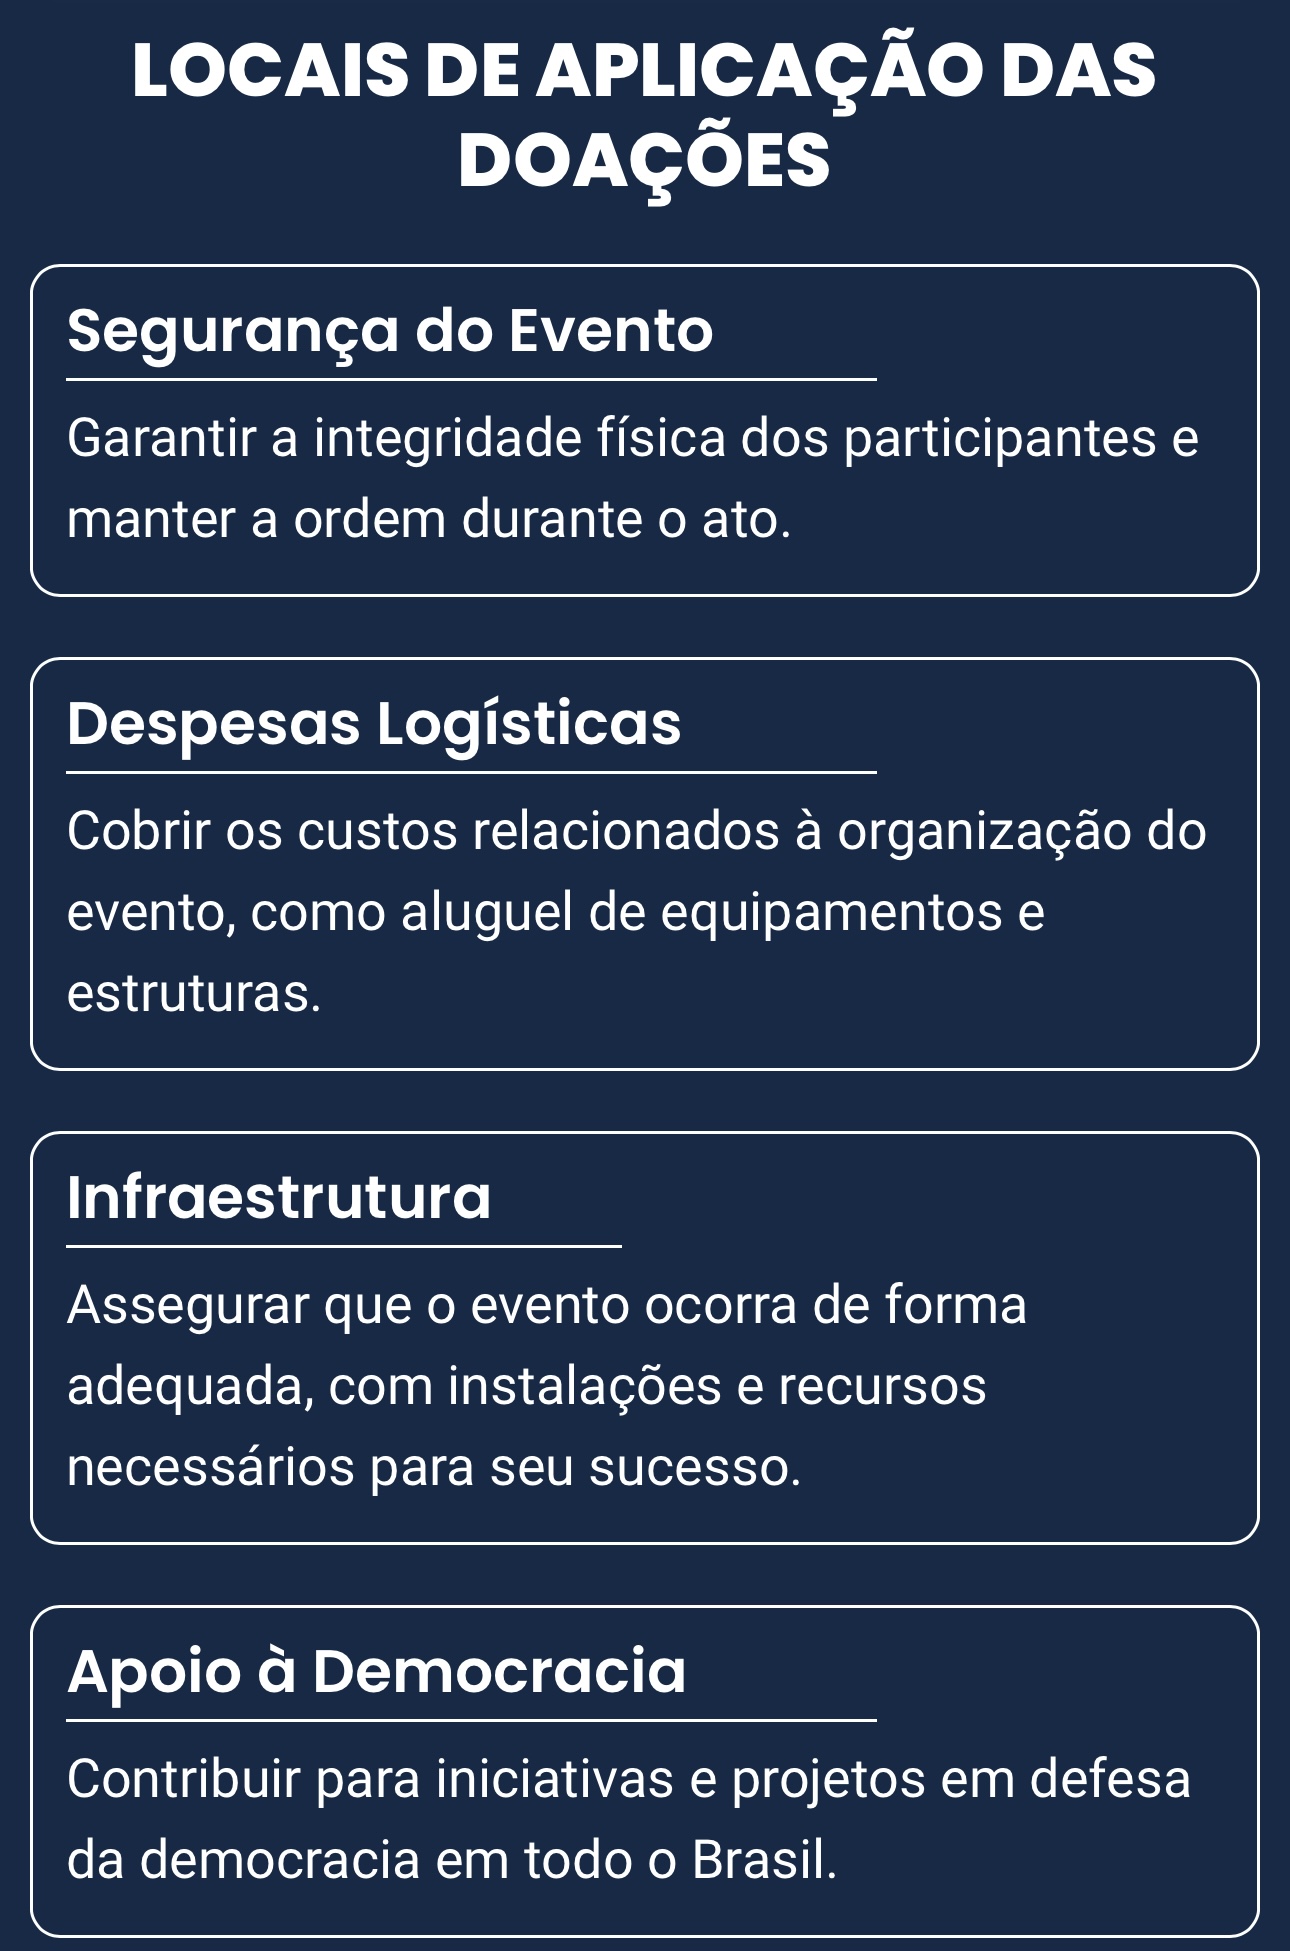 LOCAIS DE APLICAÇÃO DAS
DOAÇÕES
Segurança do Evento
Garantir a integridade física dos participantes e
manter a ordem durante o ato.
Despesas Logísticas
Cobrir os custos relacionados à organização do
evento, como aluguel de equipamentos e
estruturas.
Infraestrutura
Assegurar que o evento ocorra de forma
adequada, com instalações e recursos
necessários para seu sucesso.
Apoio à Democracia
Contribuir para iniciativas e projetos em defesa
da democracia em todo o Brasil.